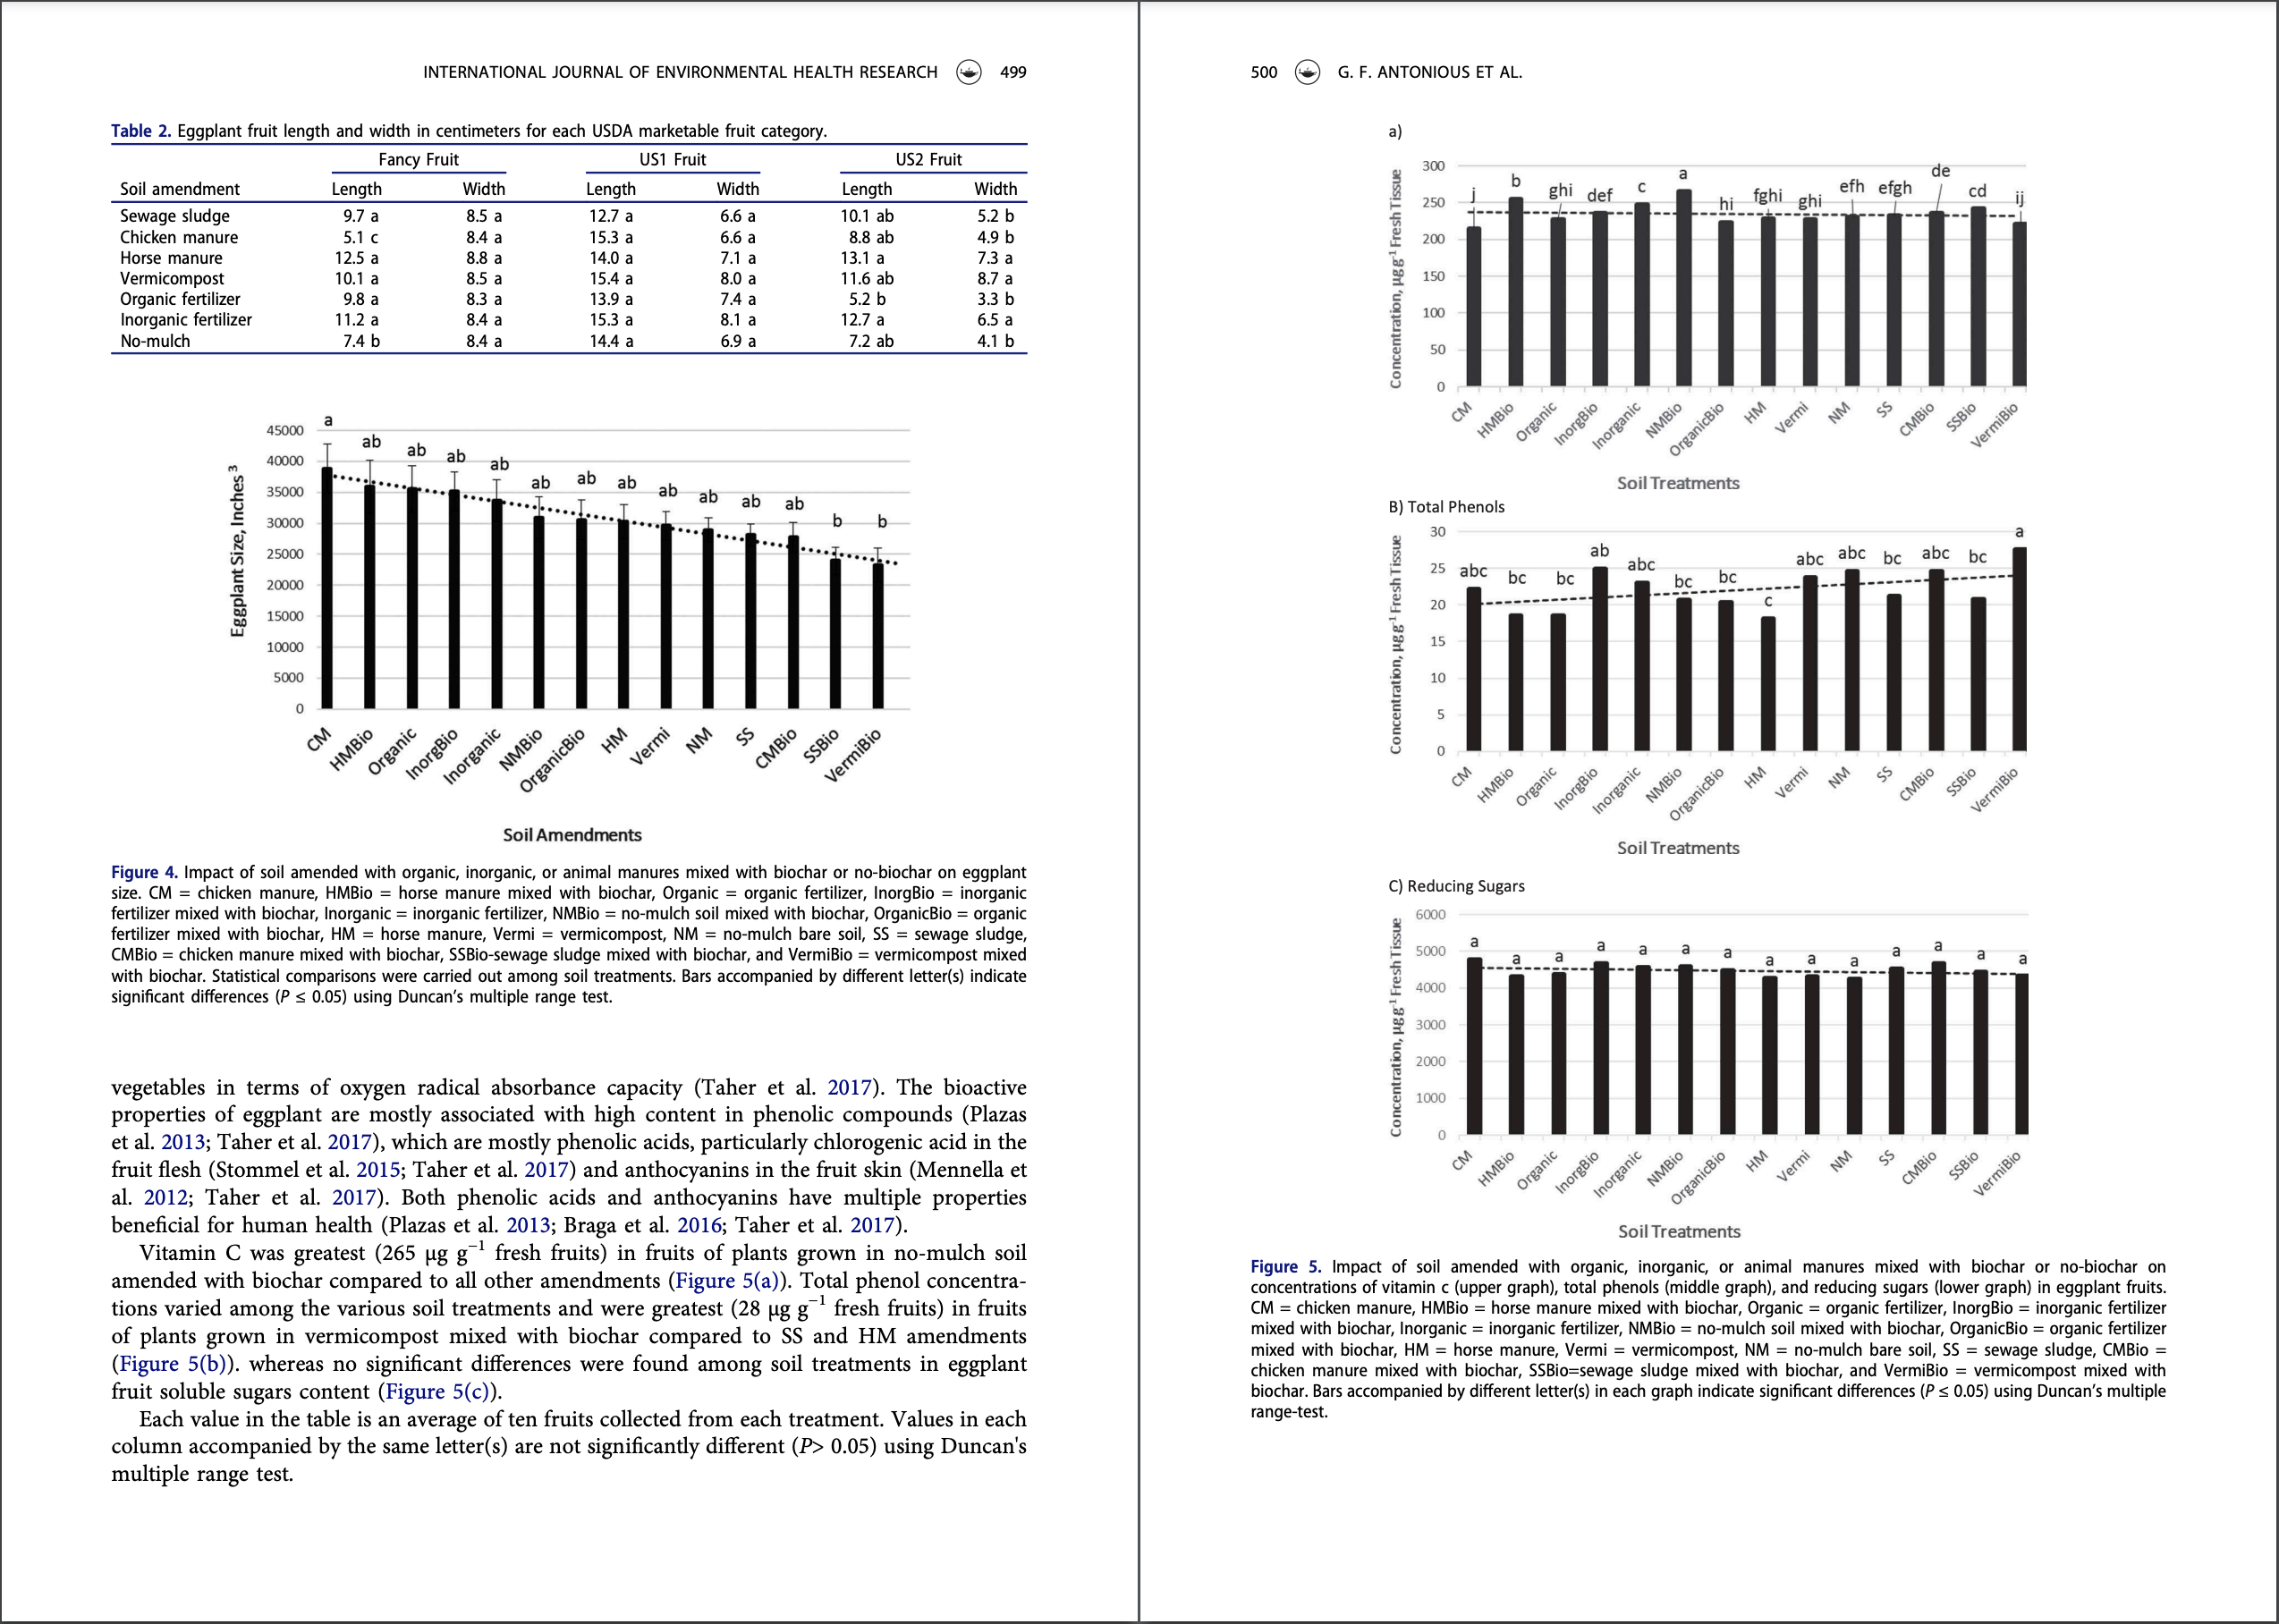 INTERNATIONAL JOURNAL OF ENVIRONMENTAL HEALTH RESEARCH 499
Table 2. Eggplant fruit length and width in centimeters for each USDA marketable fruit category.
Fancy Fruit US1 Fruit US2 Fruit
Soil amendment Length Width Length Width Length Width
Sewage sludge 9.7 a 8.5 a 12.7 a 6.6 a 10.1 ab 5.2 b
Chicken manure 5.1 c 8.4 a 15.3 a 6.6 a 8.8 ab 4.9 b
Horse manure 12.5 a 8.8 a 14.0 a 7.1 a 13.1 a 7.3 a
Vermicompost 10.1 a 8.5 a 15.4 a 8.0 a 11.6 ab 8.7 a
Organic fertilizer 9.8 a 8.3 a 13.9 a 7.4 a 5.2 b 3.3 b
Inorganic fertilizer 11.2 a 8.4 a 15.3 a 8.1 a 12.7 a 6.5 a
No-mulch 7.4 b 8.4 a 14.4 a 6.9 a 7.2 ab 4.1 b
Eggplant Size, Inches ³
45000
40000
35000
30000
25000
20000
15000
10000
5000
0
a ab ab ab ab ab ab ab ab ab ab ab b b
CM HMBio Organic InorgBio Inorganic NMBio OrganicBio HM Vermi NM SS CMBio SSBio VermiBio
Soil Amendments
Figure 4. Impact of soil amended with organic, inorganic, or animal manures mixed with biochar or no-biochar on eggplant
size. CM = chicken manure, HMBio = horse manure mixed with biochar, Organic = organic fertilizer, InorgBio = inorganic
fertilizer mixed with biochar, Inorganic = inorganic fertilizer, NMBio = no-mulch soil mixed with biochar, OrganicBio = organic
fertilizer mixed with biochar, HM = horse manure, Vermi = vermicompost, NM = no-mulch bare soil, SS = sewage sludge,
CMBio = chicken manure mixed with biochar, SSBio-sewage sludge mixed with biochar, and VermiBio = vermicompost mixed
with biochar. Statistical comparisons were carried out among soil treatments. Bars accompanied by different letter(s) indicate
significant differences (P ≤ 0.05) using Duncan's multiple range test.
vegetables in terms of oxygen radical absorbance capacity (Taher et al. 2017). The bioactive
properties of eggplant are mostly associated with high content in phenolic compounds (Plazas
et al. 2013; Taher et al. 2017), which are mostly phenolic acids, particularly chlorogenic acid in the
fruit flesh (Stommel et al. 2015; Taher et al. 2017) and anthocyanins in the fruit skin (Mennella et
al. 2012; Taher et al. 2017). Both phenolic acids and anthocyanins have multiple properties
beneficial for human health (Plazas et al. 2013; Braga et al. 2016; Taher et al. 2017).
Vitamin C was greatest (265 µg g⁻¹ fresh fruits) in fruits of plants grown in no-mulch soil
amended with biochar compared to all other amendments (Figure 5(a)). Total phenol concentra-
tions varied among the various soil treatments and were greatest (28 µg g⁻¹ fresh fruits) in fruits
of plants grown in vermicompost mixed with biochar compared to SS and HM amendments
(Figure 5(b)). whereas no significant differences were found among soil treatments in eggplant
fruit soluble sugars content (Figure 5(c)).
Each value in the table is an average of ten fruits collected from each treatment. Values in each
column accompanied by the same letter(s) are not significantly different (P> 0.05) using Duncan's
multiple range test.
500 G. F. ANTONIOUS ET AL.
a)
Concentration, µg g⁻¹ Fresh Tissue
300
250
200
150
100
50
0
j b ghi def c a hi fghi ghi efh efgh de cd ij
CM HMBio Organic InorgBio Inorganic NMBio OrganicBio HM Vermi NM SS CMBio SSBio VermiBio
Soil Treatments
B) Total Phenols
Concentration, µg g⁻¹ Fresh Tissue
30
25
20
15
10
5
0
abc bc bc ab abc bc bc c abc abc bc abc bc a
CM HMBio Organic InorgBio Inorganic NMBio OrganicBio HM Vermi NM SS CMBio SSBio VermiBio
Soil Treatments
C) Reducing Sugars
Concentration, µg g⁻¹ Fresh Tissue
6000
5000
4000
3000
2000
1000
0
a a a a a a a a a a a a a a
CM HMBio Organic InorgBio Inorganic NMBio OrganicBio HM Vermi NM SS CMBio SSBio VermiBio
Soil Treatments
Figure 5. Impact of soil amended with organic, inorganic, or animal manures mixed with biochar or no-biochar on
concentrations of vitamin c (upper graph), total phenols (middle graph), and reducing sugars (lower graph) in eggplant fruits.
CM = chicken manure, HMBio = horse manure mixed with biochar, Organic = organic fertilizer, InorgBio = inorganic fertilizer
mixed with biochar, Inorganic = inorganic fertilizer, NMBio = no-mulch soil mixed with biochar, OrganicBio = organic fertilizer
mixed with biochar, HM = horse manure, Vermi = vermicompost, NM = no-mulch bare soil, SS = sewage sludge, CMBio =
chicken manure mixed with biochar, SSBio=sewage sludge mixed with biochar, and VermiBio = vermicompost mixed with
biochar. Bars accompanied by different letter(s) in each graph indicate significant differences (P ≤ 0.05) using Duncan's multiple
range-test.